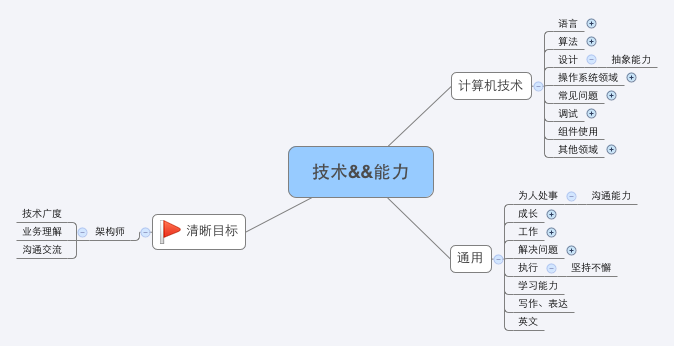 技术&&能力
计算机技术
语言
算法
设计
抽象能力
操作系统领域
常见问题
调试
组件使用
其他领域
通用
为人处事
沟通能力
成长
工作
解决问题
执行
坚持不懈
学习能力
写作、表达
英文
清晰目标
架构师
技术广度
业务理解
沟通交流